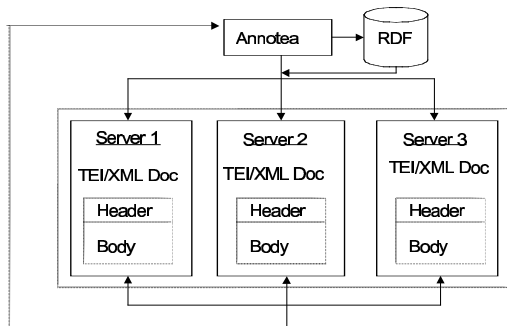 Annotea
RDF
Server 1
TEI/XML Doc
Header
Body
Server 2
TEI/XML Doc
Header
Body
Server 3
TEI/XML Doc
Header
Body